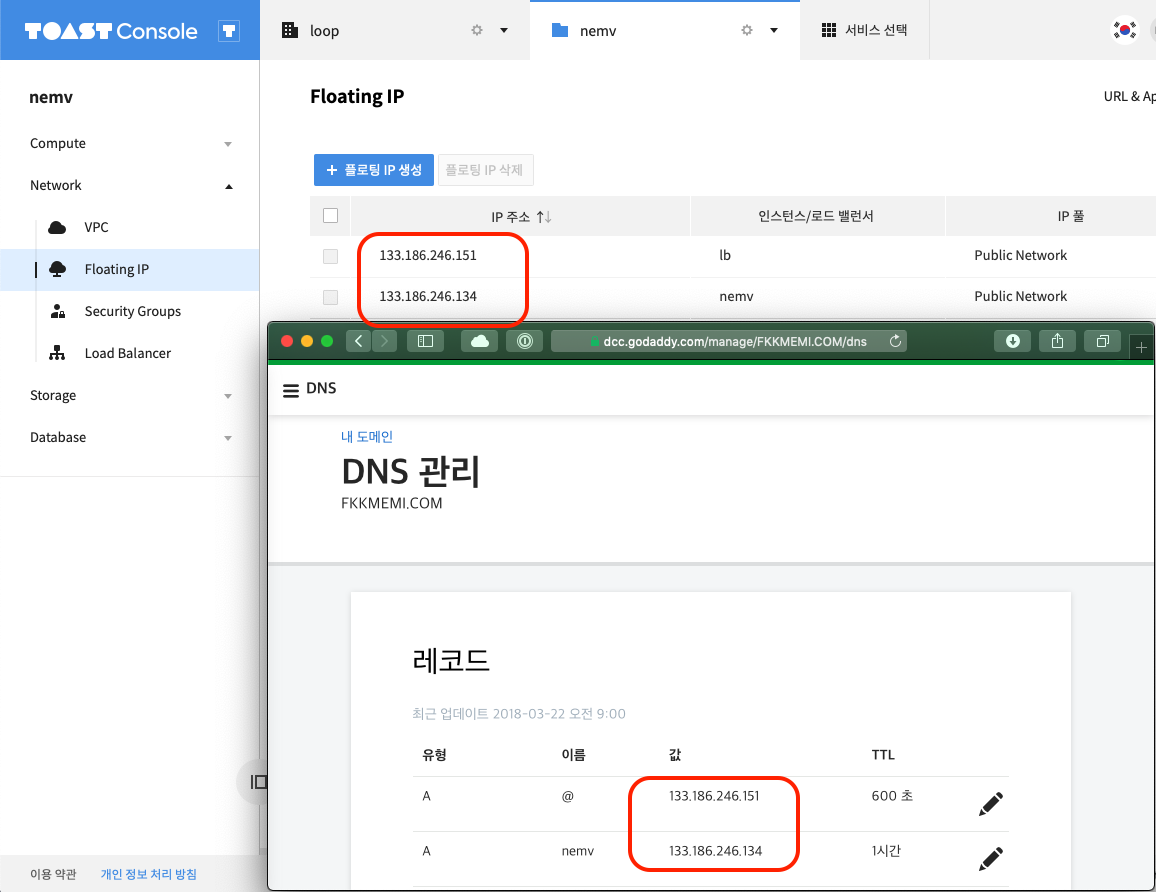 TOAST Console
loop
nemv
서비스 선택
nemv
Compute
Network
VPC
Floating IP
Security Groups
Load Balancer
Storage
Database
이용 약관
개인 정보 처리 방침
Floating IP
URL & Ap
+ 플로팅 IP 생성
플로팅 IP 삭제
IP 주소
인스턴스/로드 밸런서
IP 풀
133.186.246.151 lb Public Network
133.186.246.134 nemv Public Network
dcc.godaddy.com/manage/FKKMEMI.COM/dns
DNS
내 도메인
DNS 관리
FKKMEMI.COM
레코드
최근 업데이트 2018-03-22 오전 9:00
유형 이름 값 TTL
A @ 133.186.246.151 600 초
A nemv 133.186.246.134 1시간